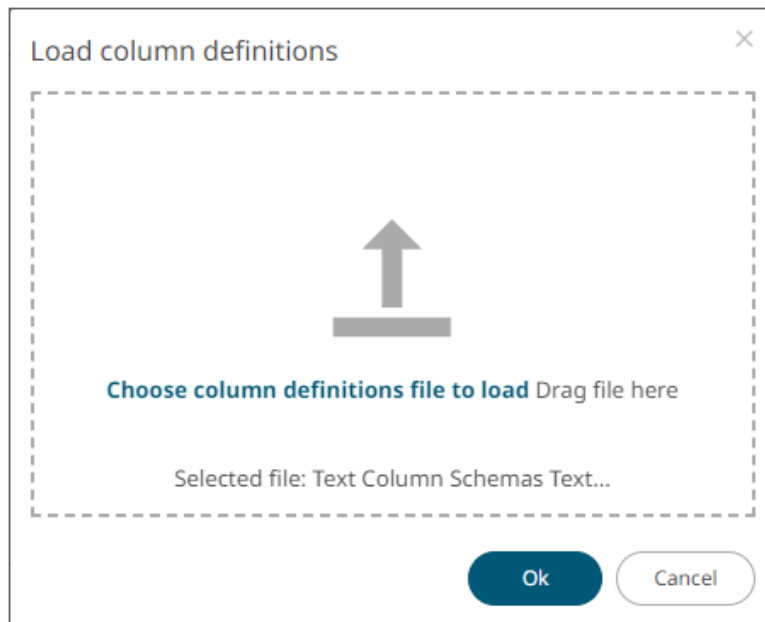 Load column definitions
Choose column definitions file to load Drag file here
Selected file: Text Column Schemas Text...
Ok
Cancel